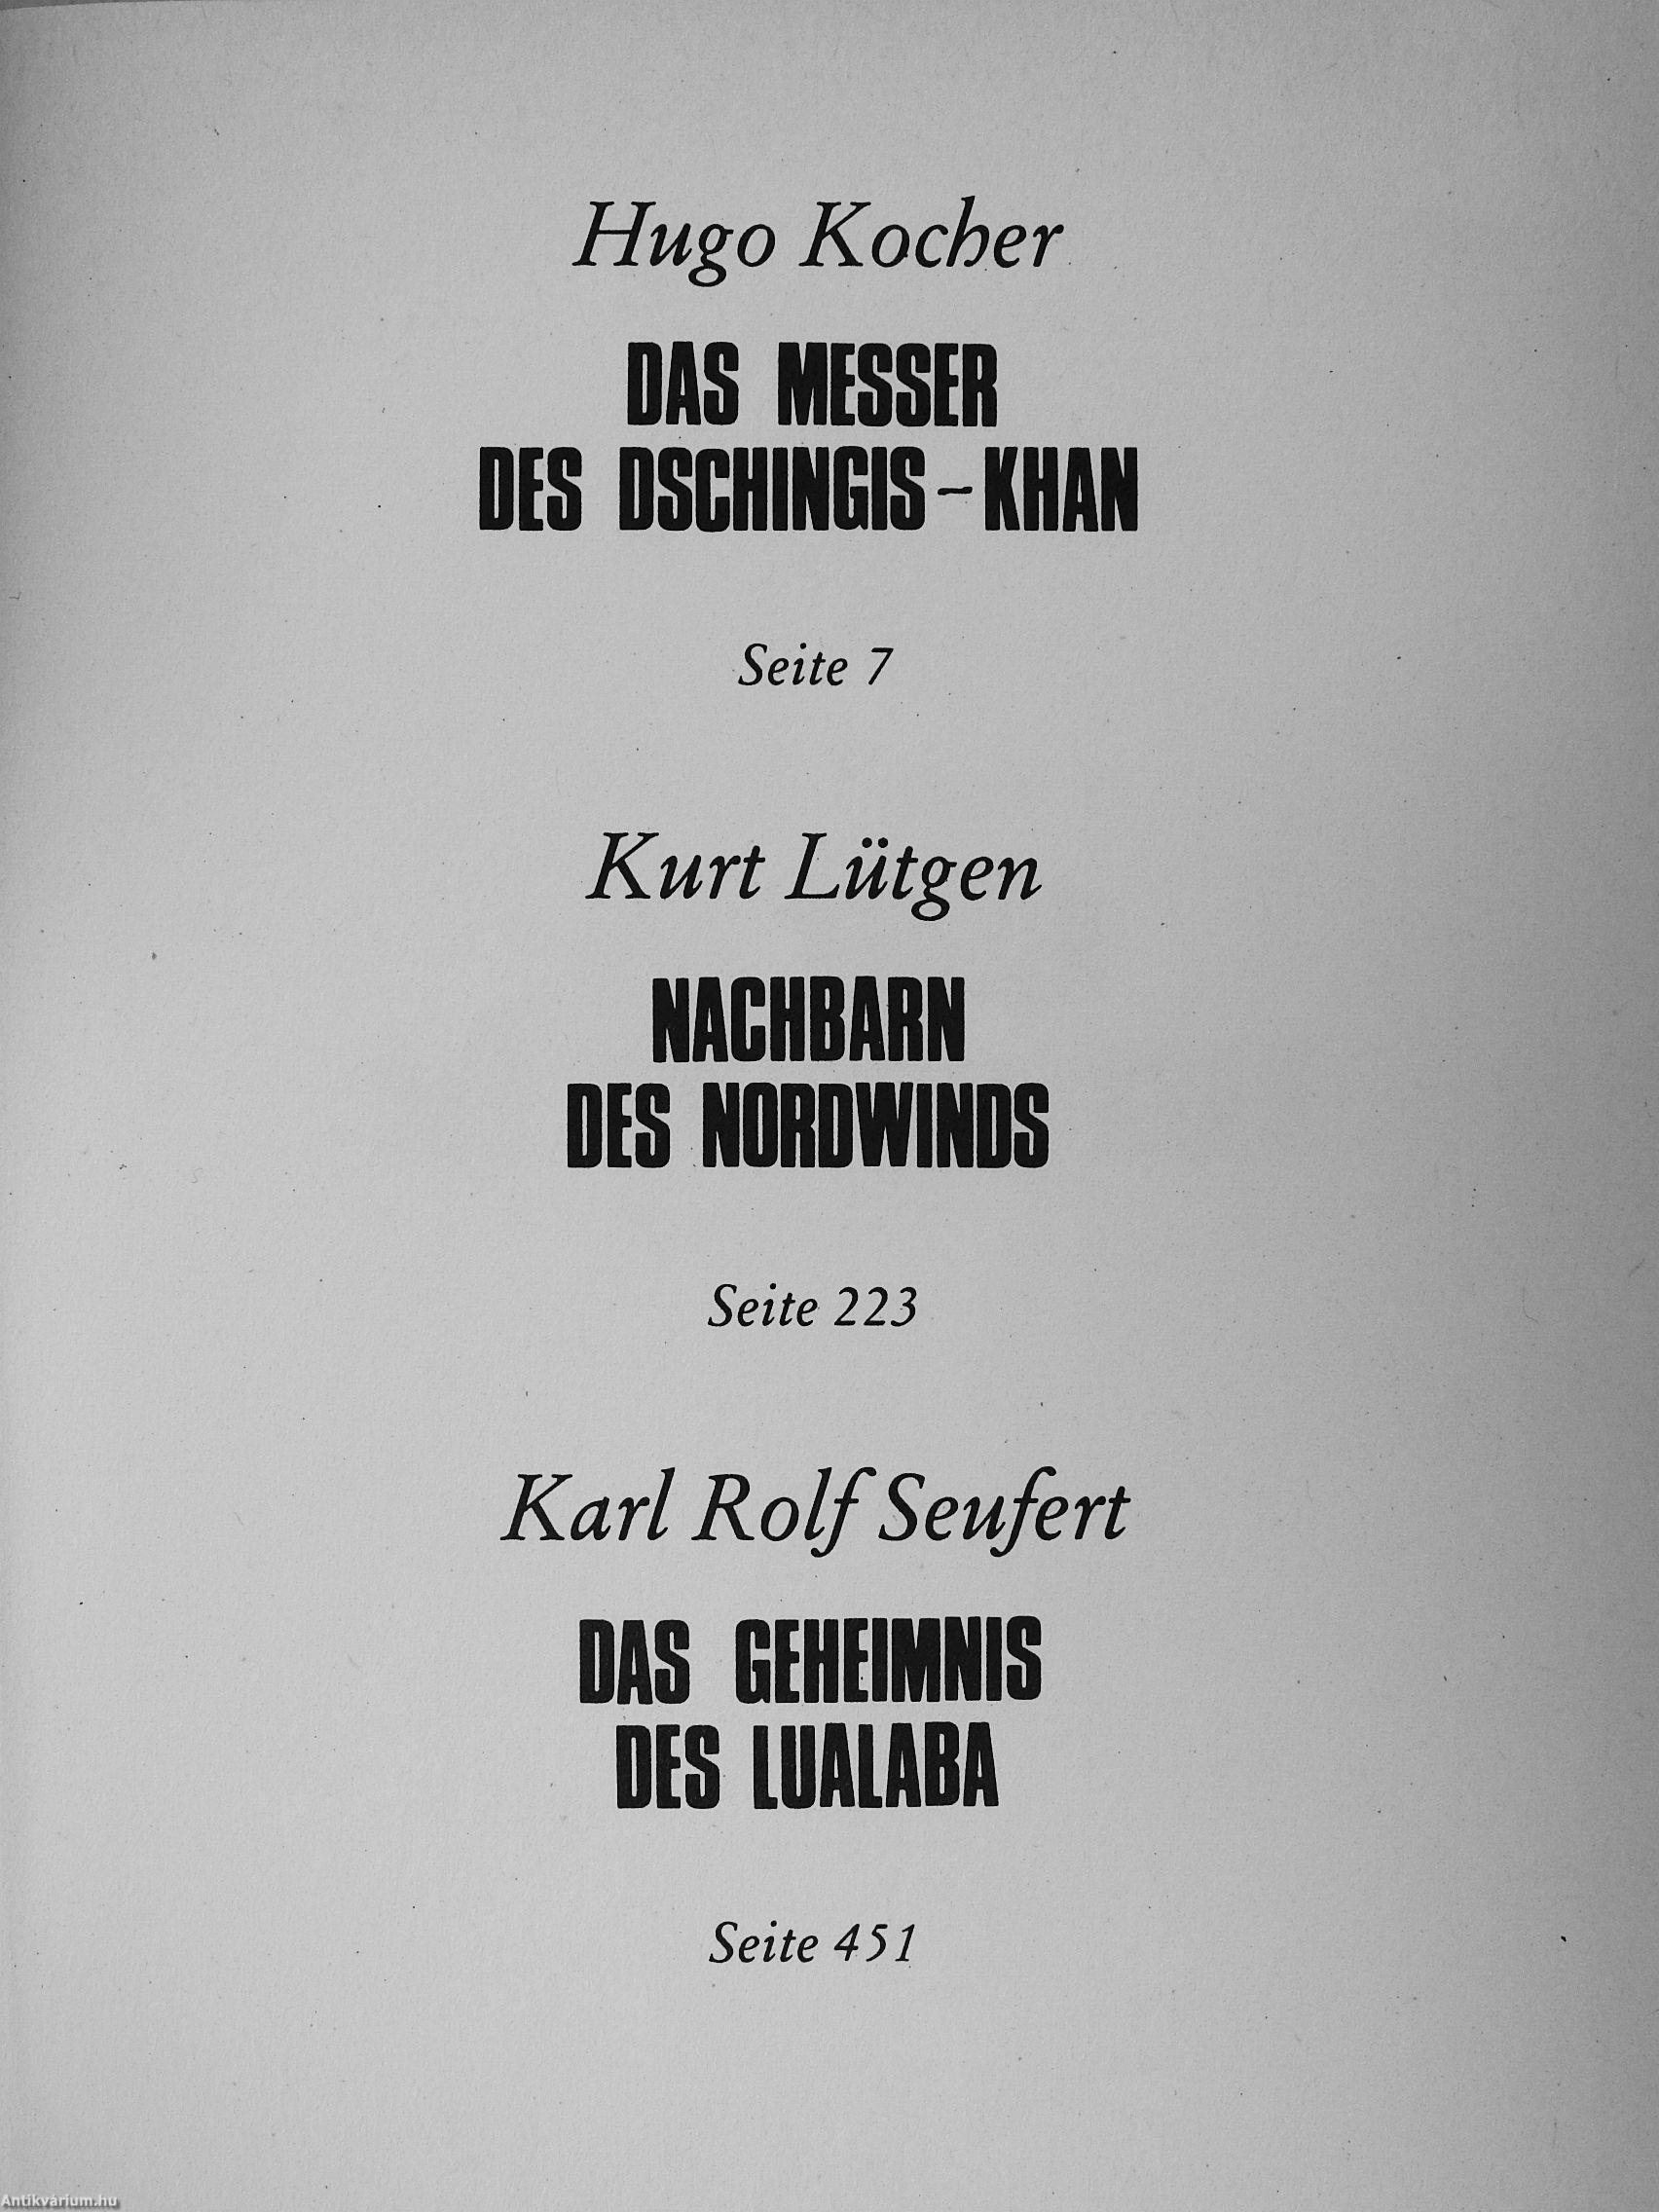 Hugo Kocher
DAS MESSER
DES DSCHINGIS-KHAN
Seite 7
Kurt Lütgen
NACHBARN
DES NORDWINDS
Seite 223
Karl Rolf Seufert
DAS GEHEIMNIS
DES LUALABA
Seite 451
Antikvárium.hu